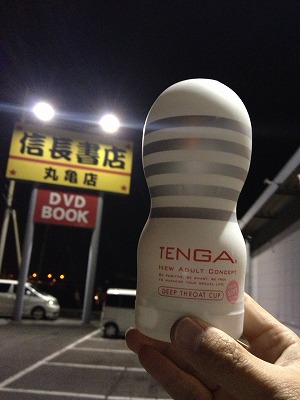 信長書店
丸亀店
DVD
BOOK
TENGA
NEW ADULT CONCEPT
DEEP THROAT CUP